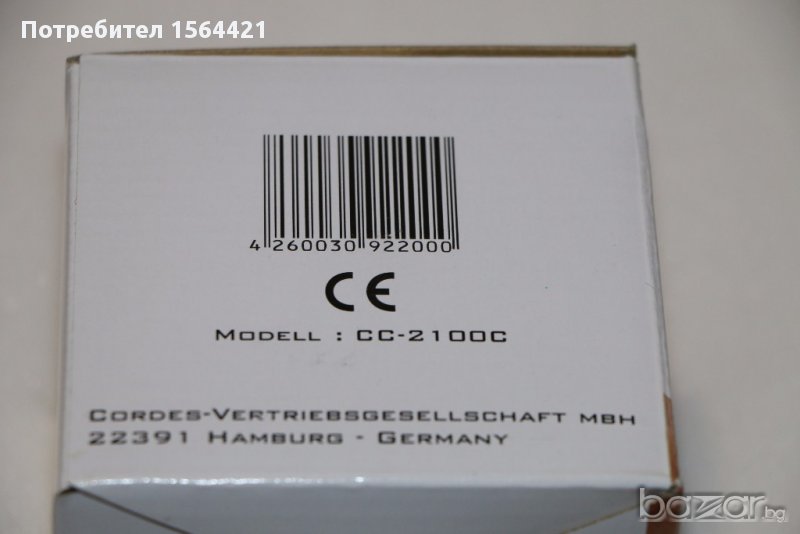 Потребител 1564421
4 260030 922000
CE
MODELL : CC-2100C
CORDES-VERTRIEBSGESELLSCHAFT MBH
22391 HAMBURG - GERMANY
bazar.bg